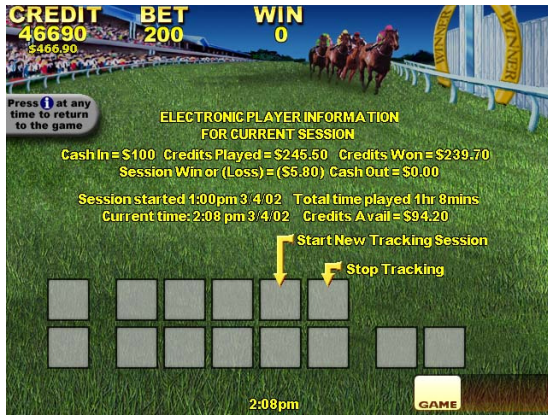 CREDIT BET WIN
46690 200 0
$466.90
WINNER
WINNER
Press i at any
time to return
to the game
ELECTRONIC PLAYER INFORMATION
FOR CURRENT SESSION
Cash In = $100 Credits Played = $245.50 Credits Won = $239.70
Session Win or (Loss) = ($5.80) Cash Out = $0.00
Session started 1:00pm 3/4/02 Total time played 1hr 8mins
Current time: 2:08 pm 3/4/02 Credits Avail = $94.20
Start New Tracking Session
Stop Tracking
GAME
2:08pm